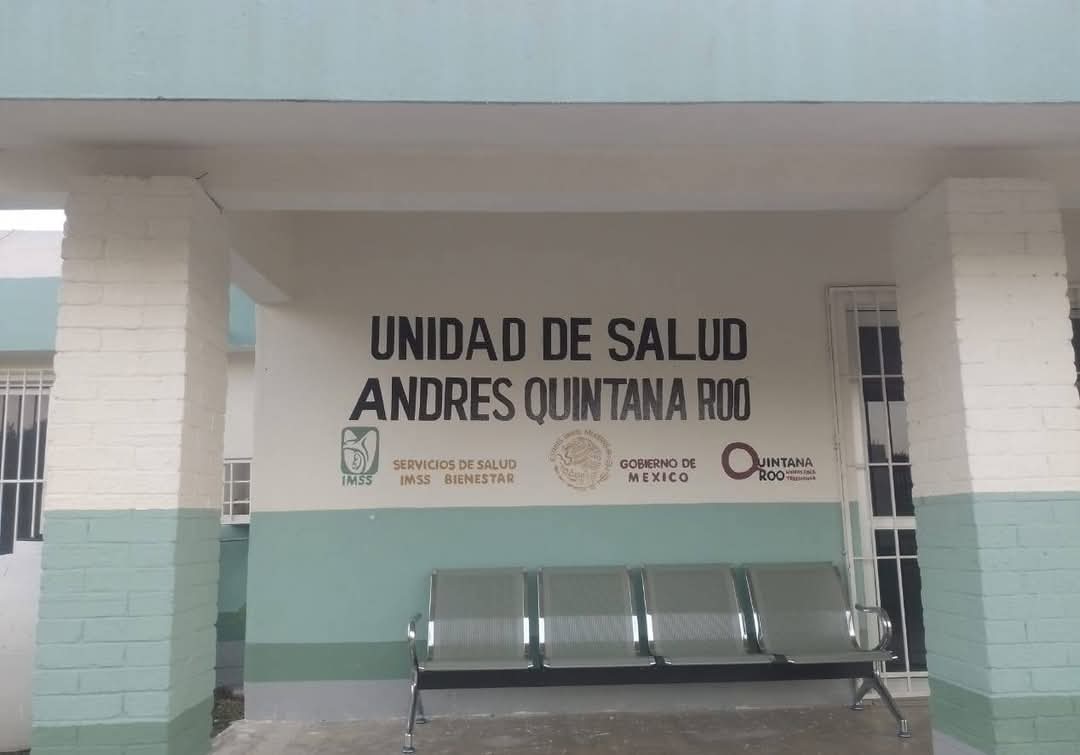 UNIDAD DE SALUD
ANDRES QUINTANA ROO
IMSS
SERVICIOS DE SALUD
IMSS BIENESTAR
GOBIERNO DE
MEXICO
QUINTANA
ROO